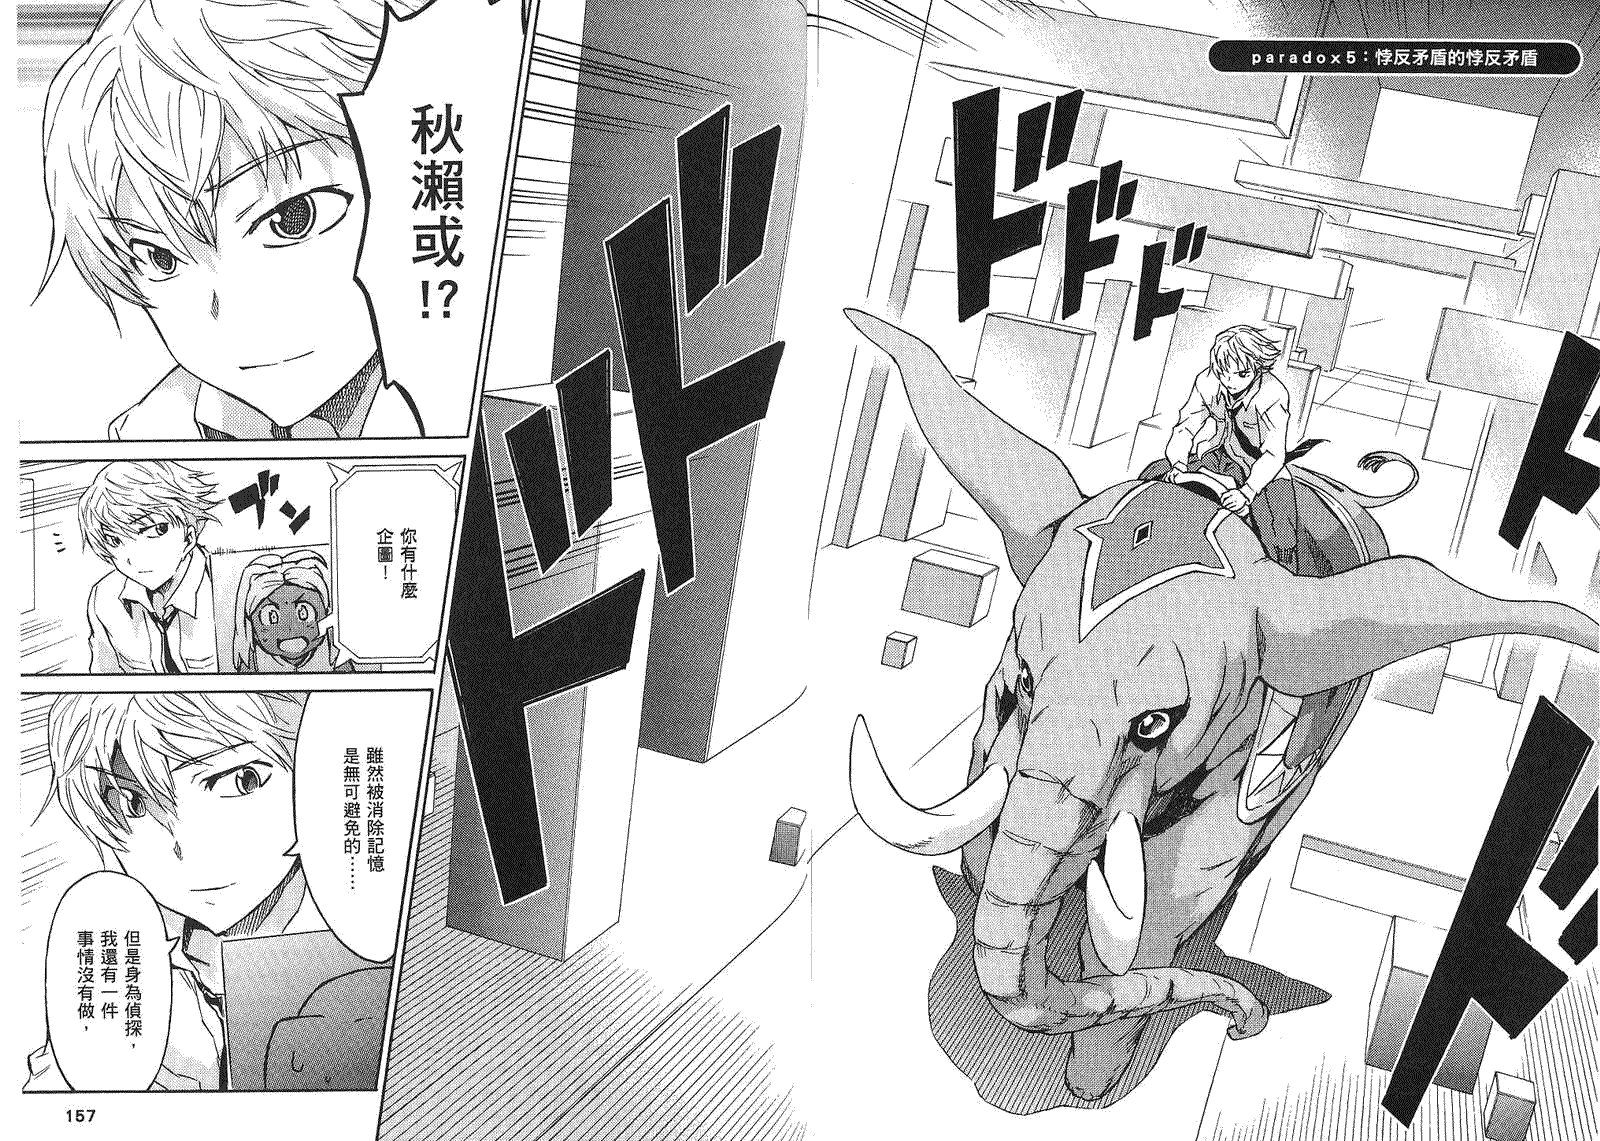 paradox5：悖反矛盾的悖反矛盾
ドドド
ドド
ドドドド
秋瀨或!?
ブン
你有什麼
企圖！
雖然被消除記憶
是無可避免的……
但是身為偵探，
我還有一件
事情沒有做，
157